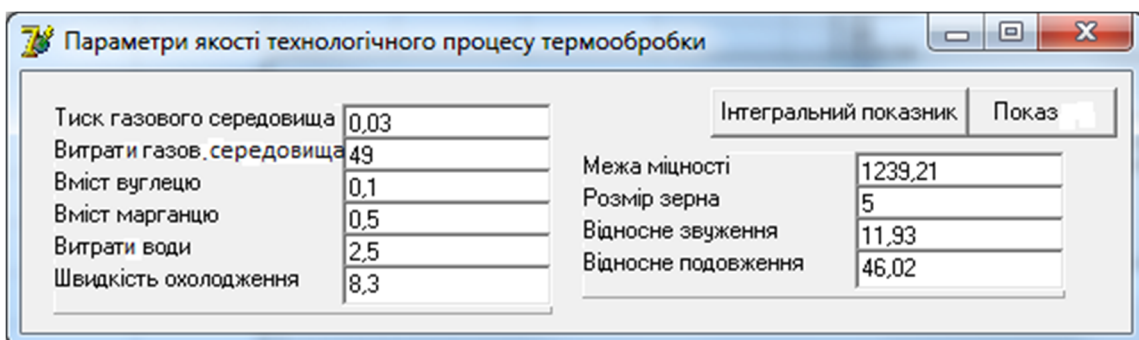 Параметри якості технологічного процесу термообробки
Тиск газового середовища 0,03
Витрати газов. середовища 49
Вміст вуглецю 0,1
Вміст марганцю 0,5
Витрати води 2,5
Швидкість охолодження 8,3
Інтегральний показник Показ
Межа міцності 1239,21
Розмір зерна 5
Відносне звуження 11,93
Відносне подовження 46,02